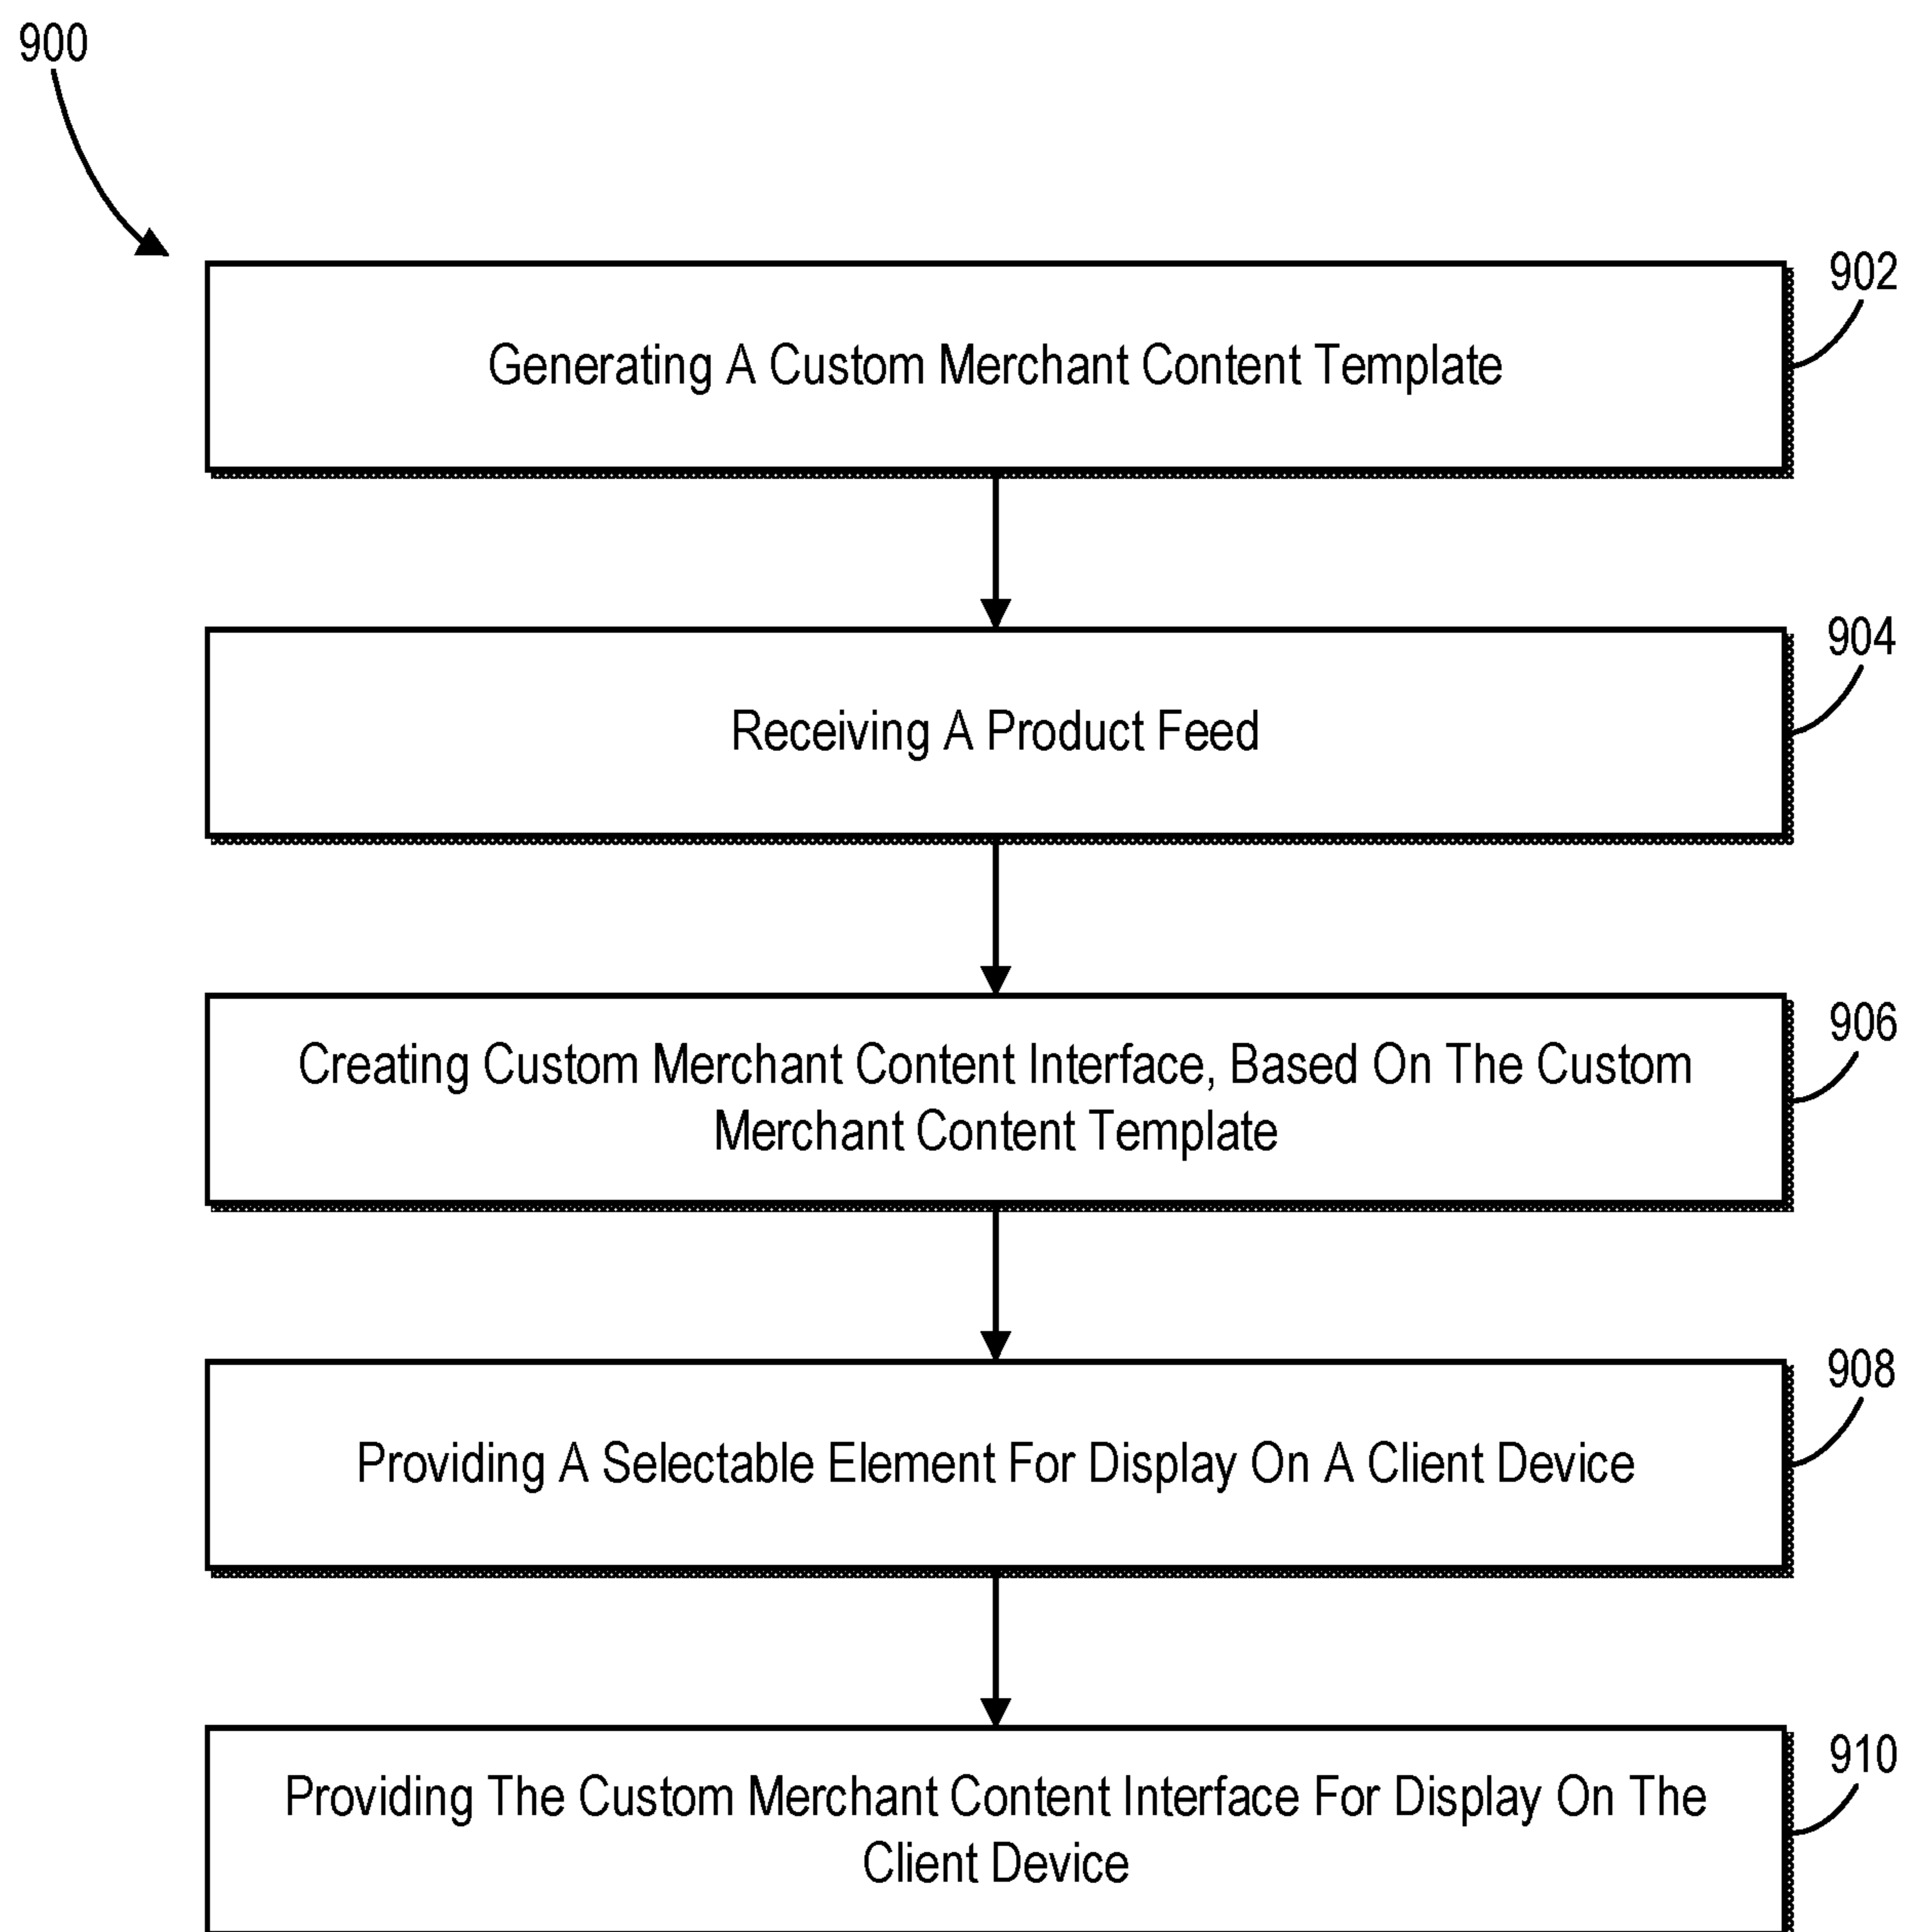 900
902
Generating A Custom Merchant Content Template
904
Receiving A Product Feed
906
Creating Custom Merchant Content Interface, Based On The Custom
Merchant Content Template
908
Providing A Selectable Element For Display On A Client Device
910
Providing The Custom Merchant Content Interface For Display On The
Client Device